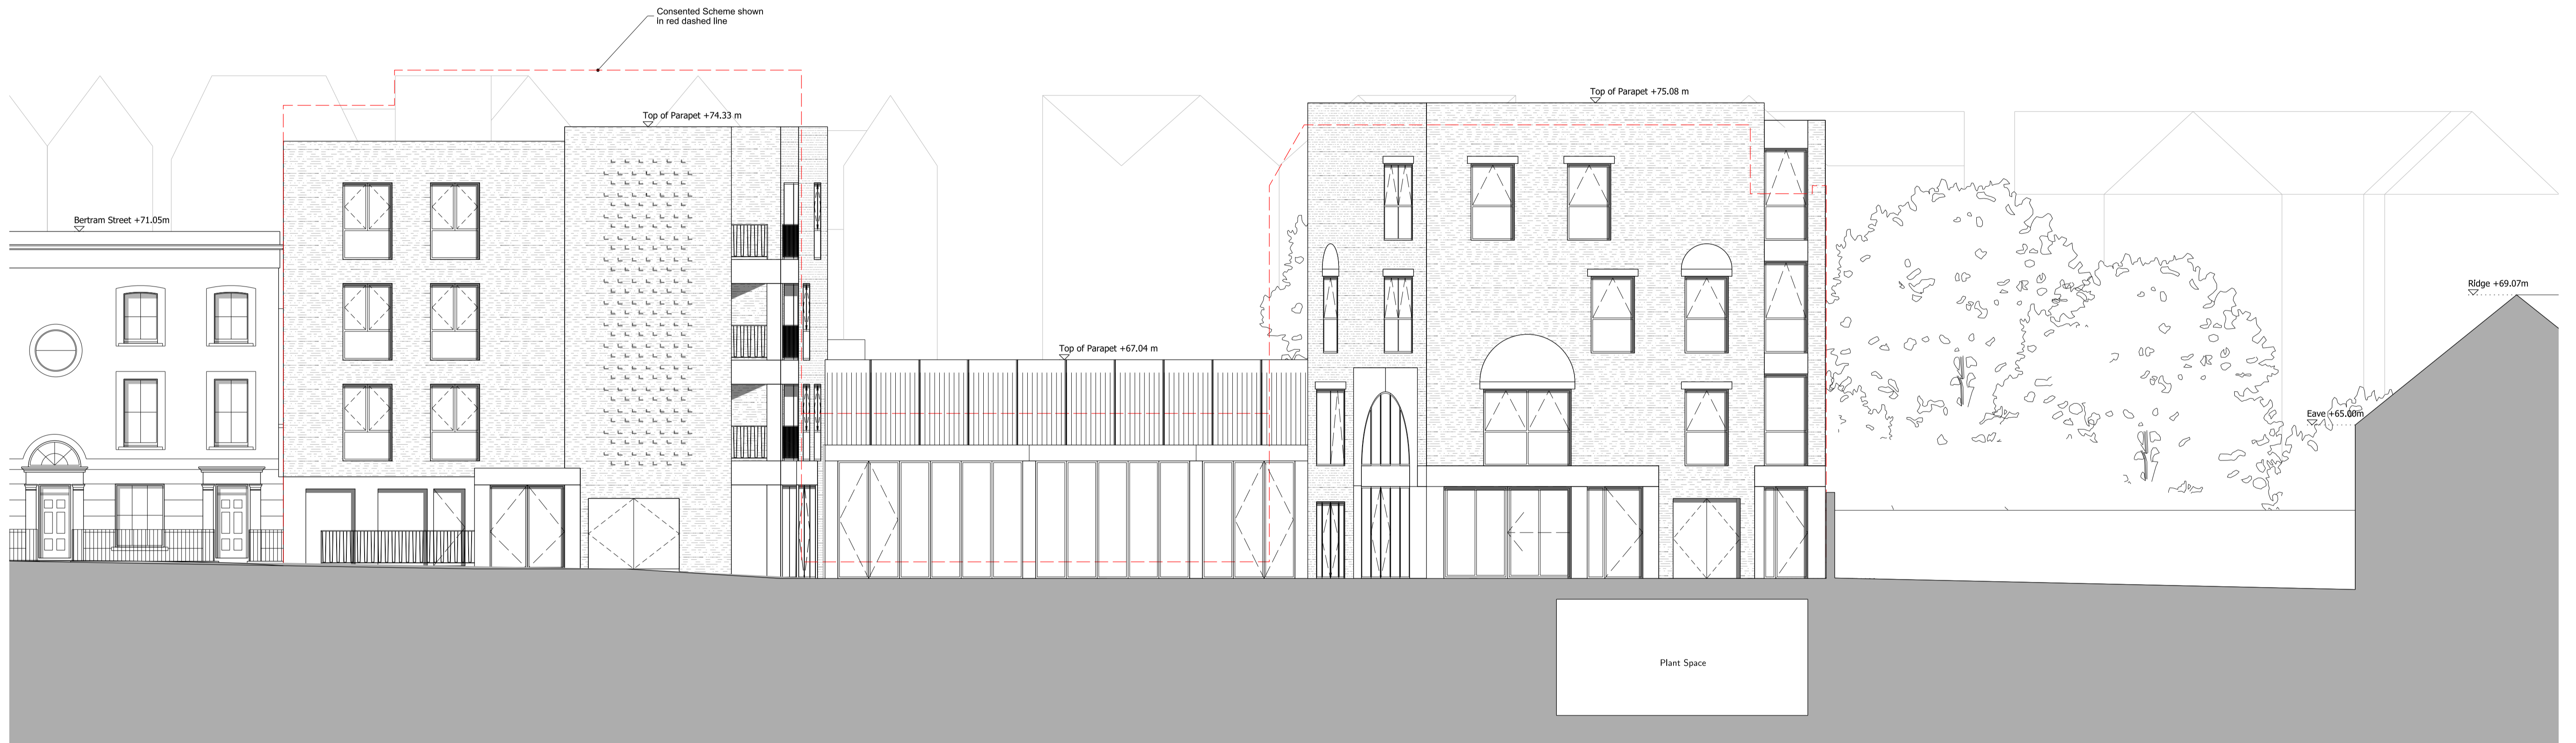 Consented Scheme shown
in red dashed line
Top of Parapet +75.08 m
Top of Parapet +74.33 m
Bertram Street +71.05m
Ridge +69.07m
Top of Parapet +67.04 m
Eave +65.00m
Plant Space